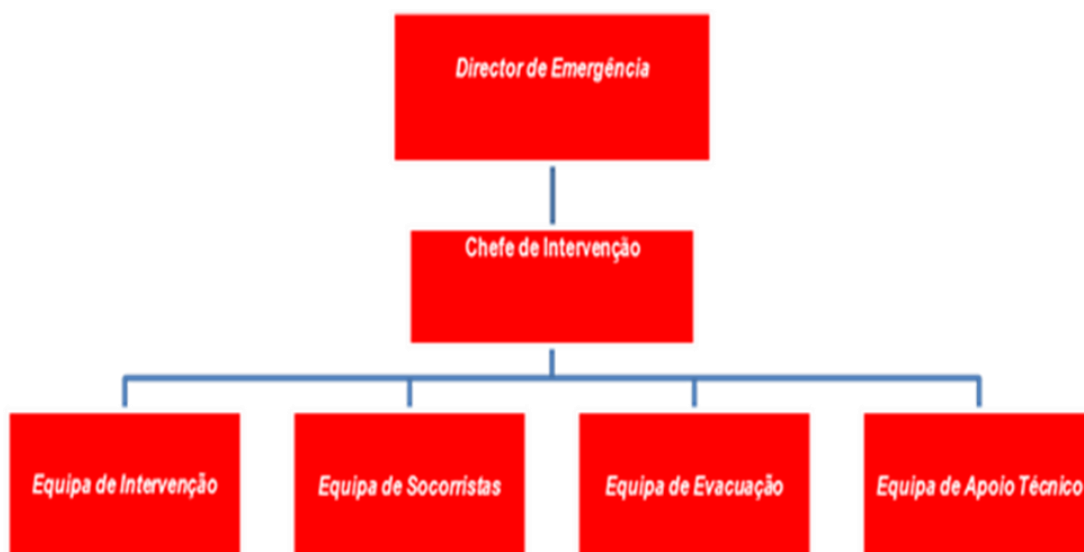 Director de Emergência
Chefe de Intervenção
Equipa de Intervenção
Equipa de Socorristas
Equipa de Evacuação
Equipa de Apoio Técnico